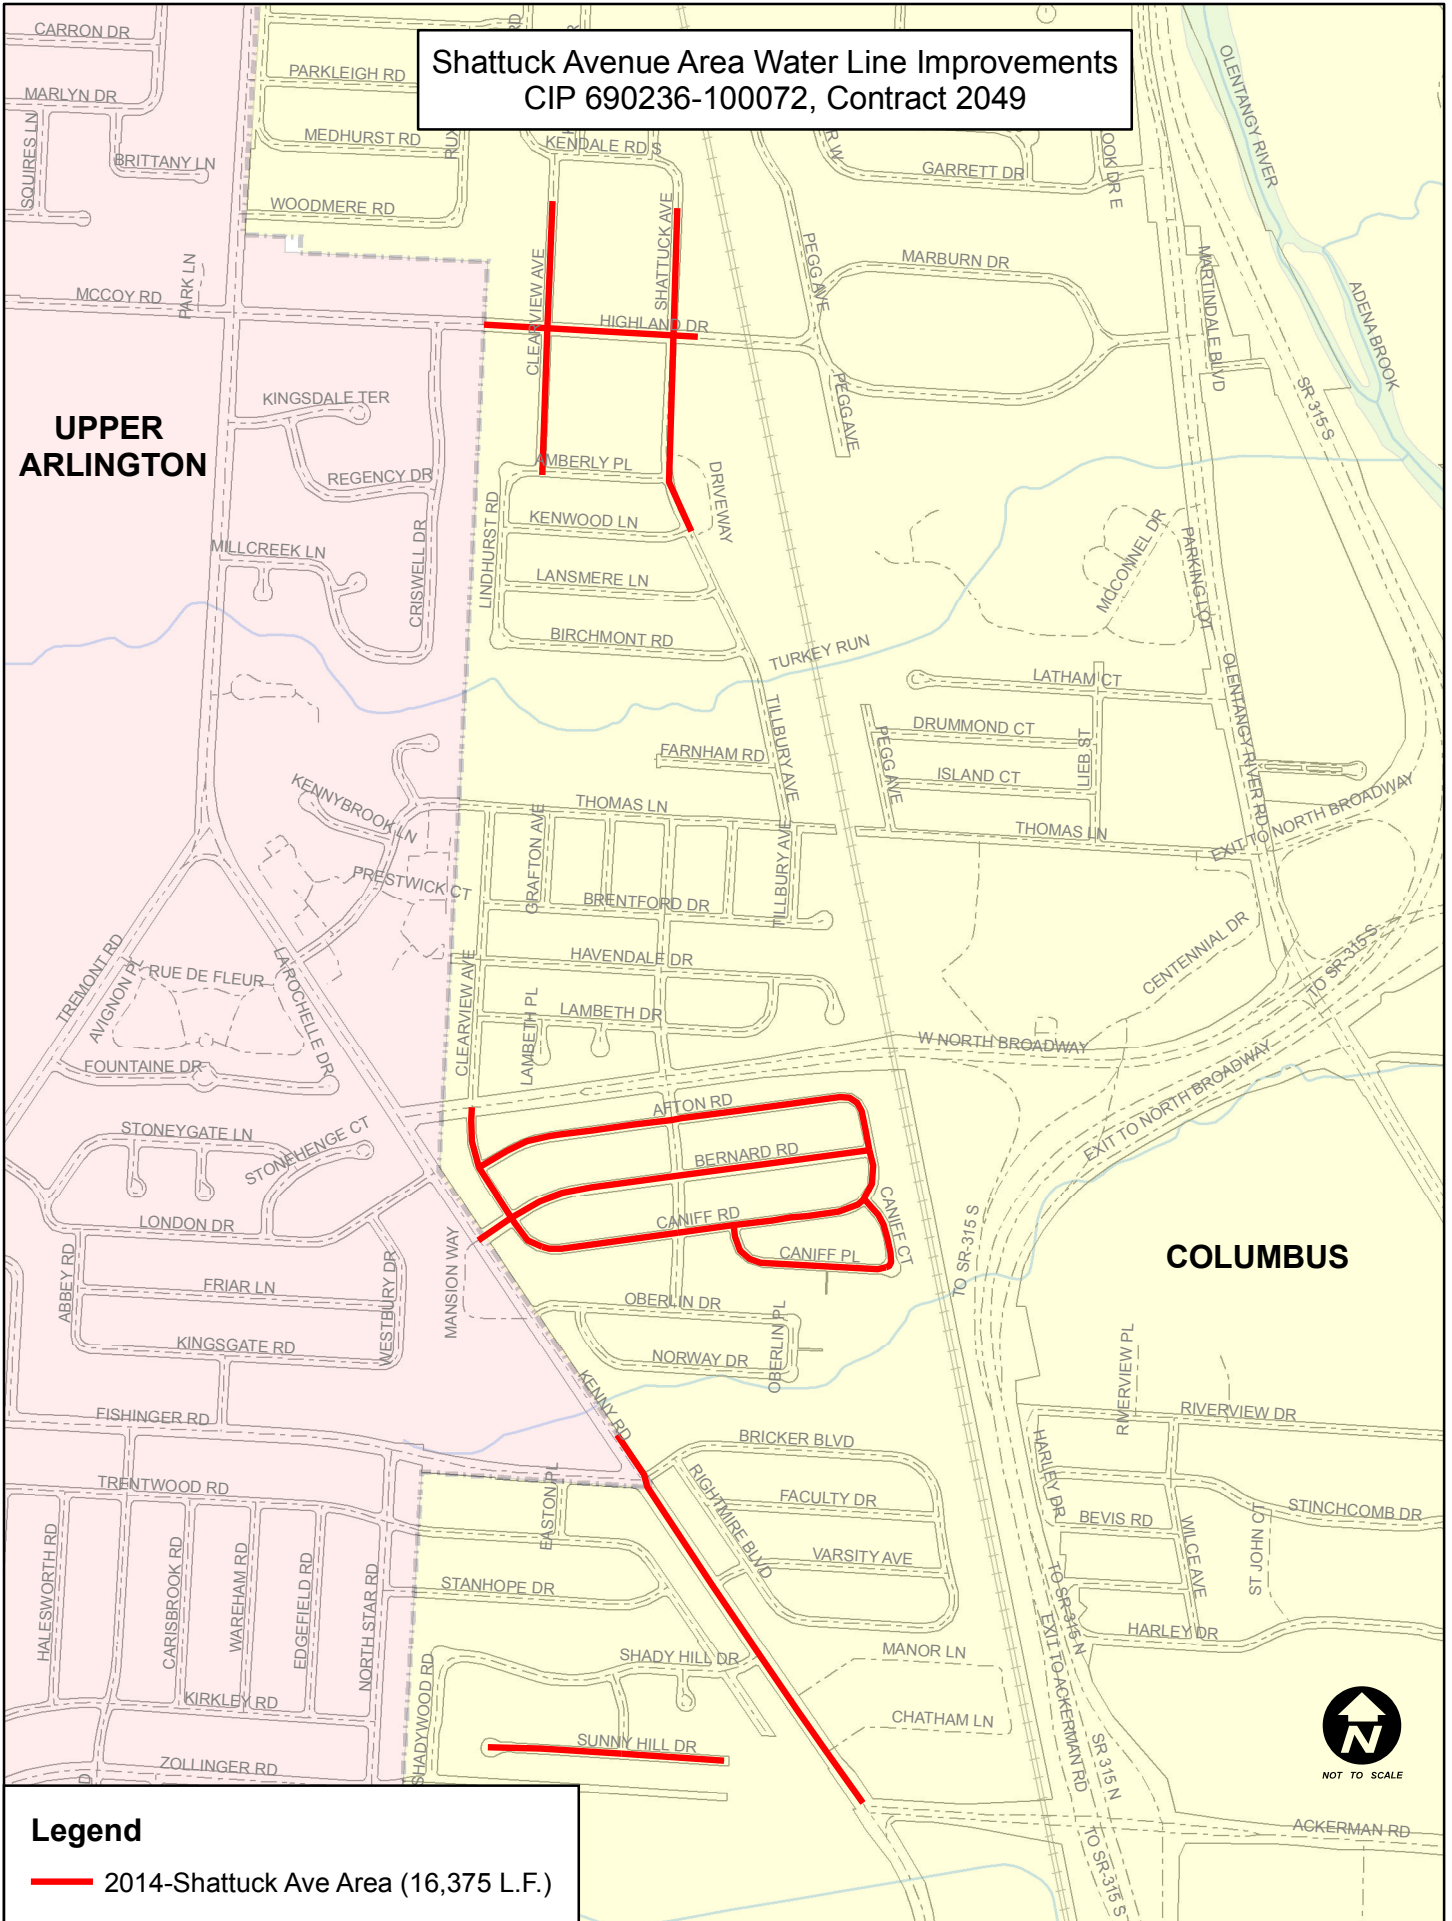 Shattuck Avenue Area Water Line Improvements
CIP 690236-100072, Contract 2049
CARRON DR
PARKLEIGH RD
MARLYN DR
MEDHURST RD
KENDALE RD S
BRITTANY LN
SQUIRES LN
WOODMERE RD
GARRETT DR
OLENTANGY RIVER
PARK LN
MCCOY RD
CLEARVIEW AVE
SHATTUCK AVE
HIGHLAND DR
PEGG AVE
MARBURN DR
MARTINDALE BLVD
ADENA BROOK
SR 315 S
PEGG AVE
KINGSDALE TER
UPPER
ARLINGTON
REGENCY DR
AMBERLY PL
DRIVEWAY
KENWOOD LN
LINDHURST RD
CRISWELL DR
MILLCREEK LN
LANSMERE LN
BIRCHMONT RD
MCCONNEL DR
PARKING LOT
TURKEY RUN
LATHAM CT
OLENTANGY RIVER RD
TILLBURY AVE
DRUMMOND CT
LIEB ST
FARNHAM RD
PEGG AVE
ISLAND CT
KENNYBROOK LN
THOMAS LN
THOMAS LN
EXIT TO NORTH BROADWAY
GRAFTON AVE
TILLBURY AVE
PRESTWICK CT
BRENTFORD DR
CENTENNIAL DR
TO SR-315 S
HAVENDALE DR
TREMONT RD
AVIGNON PL
RUE DE FLEUR
LA ROCHELLE DR
CLEARVIEW AVE
LAMBETH PL
LAMBETH DR
W NORTH BROADWAY
FOUNTAINE DR
EXIT TO NORTH BROADWAY
AFTON RD
STONEYGATE LN
STONEHENGE CT
BERNARD RD
LONDON DR
CANIFF RD
CANIFF CT
CANIFF PL
COLUMBUS
TO SR-315 S
ABBEY RD
FRIAR LN
WESTBURY DR
MANSION WAY
OBERLIN DR
OBERLIN PL
KINGSGATE RD
NORWAY DR
RIVERVIEW PL
KENNY RD
FISHINGER RD
RIVERVIEW DR
BRICKER BLVD
HARLEY DR
TRENTWOOD RD
EASTON PL
RIGHTMIRE BLVD
FACULTY DR
STINCHCOMB DR
BEVIS RD
WILCE AVE
ST JOHN CT
HALESWORTH RD
CARISBROOK RD
WAREHAM RD
EDGEFIELD RD
NORTH STAR RD
STANHOPE DR
VARSITY AVE
TO SR-315 N
EXIT TO ACKERMAN RD
HARLEY DR
SHADY HILL DR
MANOR LN
KIRKLEY RD
SHADYWOOD RD
CHATHAM LN
SUNNY HILL DR
ZOLLINGER RD
SR 315 N
N
NOT TO SCALE
ACKERMAN RD
TO SR-315 S
Legend
2014-Shattuck Ave Area (16,375 L.F.)